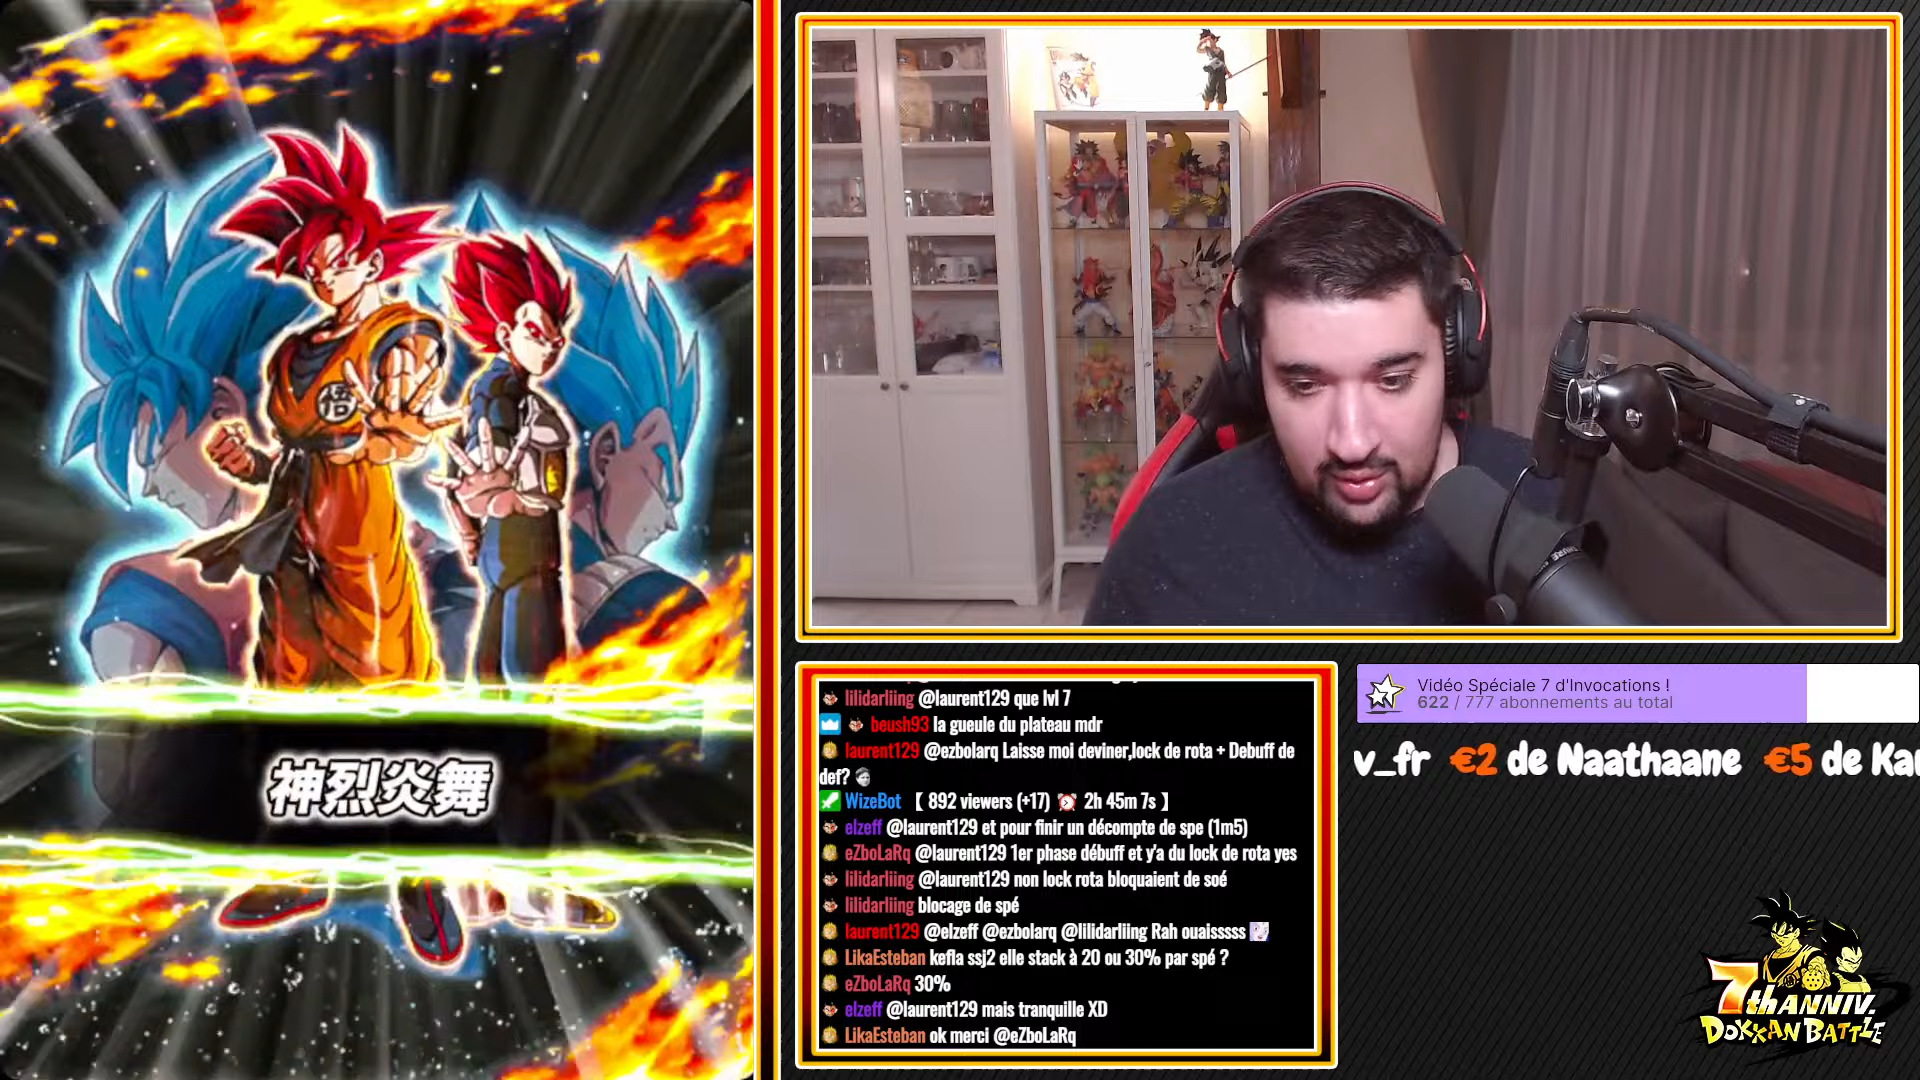 悟
神烈炎舞
lilidarliing @laurent129 que lvl 7
beush93 la gueule du plateau mdr
laurent129 @ezbolarq Laisse moi deviner,lock de rota + Debuff de
def?
WizeBot 【 892 viewers (+17) ⏰ 2h 45m 7s 】
elzeff @laurent129 et pour finir un décompte de spe (1m5)
eZboLaRq @laurent129 1er phase débuff et y'a du lock de rota yes
lilidarliing @laurent129 non lock rota bloquaient de soé
lilidarliing blocage de spé
laurent129 @elzeff @ezbolarq @lilidarliing Rah ouaisssss
LikaEsteban kefla ssj2 elle stack à 20 ou 30% par spé ?
eZboLaRq 30%
elzeff @laurent129 mais tranquille XD
LikaEsteban ok merci @eZboLaRq
Vidéo Spéciale 7 d'Invocations !
622 / 777 abonnements au total
v_fr €2 de Naathaane €5 de Kar
7thANNIV.
DOKKAN BATTLE